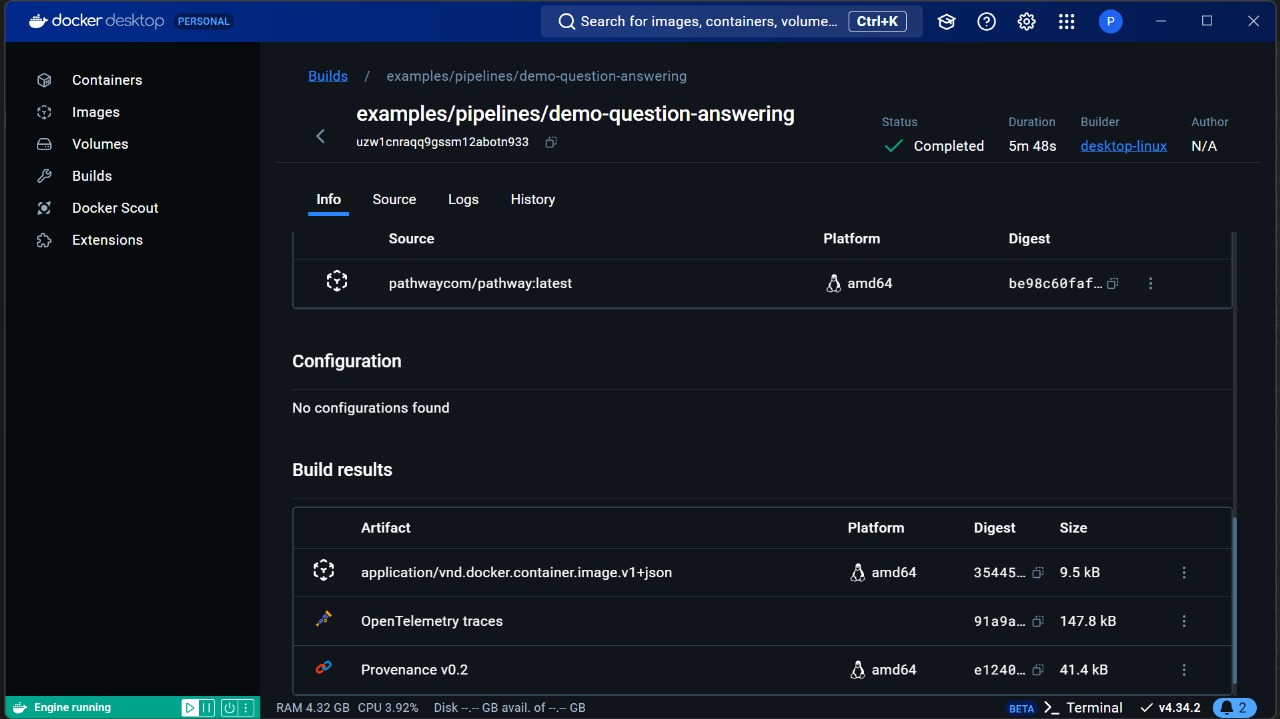 docker desktop PERSONAL
Search for images, containers, volume... Ctrl+K
P
Containers
Images
Volumes
Builds
Docker Scout
Extensions
Builds / examples/pipelines/demo-question-answering
examples/pipelines/demo-question-answering
uzw1cnraqq9gssm12abotn933
Status Duration Builder Author
Completed 5m 48s desktop-linux N/A
Info Source Logs History
Source Platform Digest
pathwaycom/pathway:latest amd64 be98c60faf...
Configuration
No configurations found
Build results
Artifact Platform Digest Size
application/vnd.docker.container.image.v1+json amd64 35445... 9.5 kB
OpenTelemetry traces 91a9a... 147.8 kB
Provenance v0.2 amd64 e1240... 41.4 kB
Engine running
RAM 4.32 GB CPU 3.92% Disk --.-- GB avail. of --.-- GB
BETA >_ Terminal v4.34.2 2